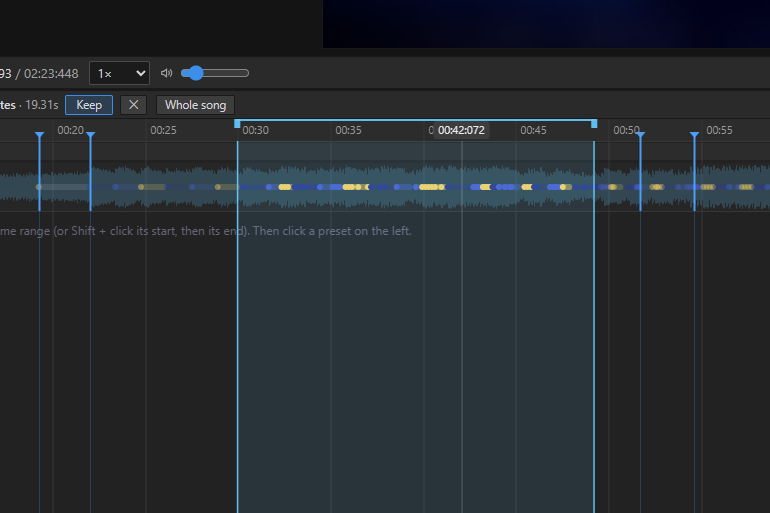 93 / 02:23:448 1×
tes · 19.31s Keep × Whole song
00:20 00:25 00:30 00:35 00:42:072 00:45 00:50 00:55
me range (or Shift + click its start, then its end). Then click a preset on the left.